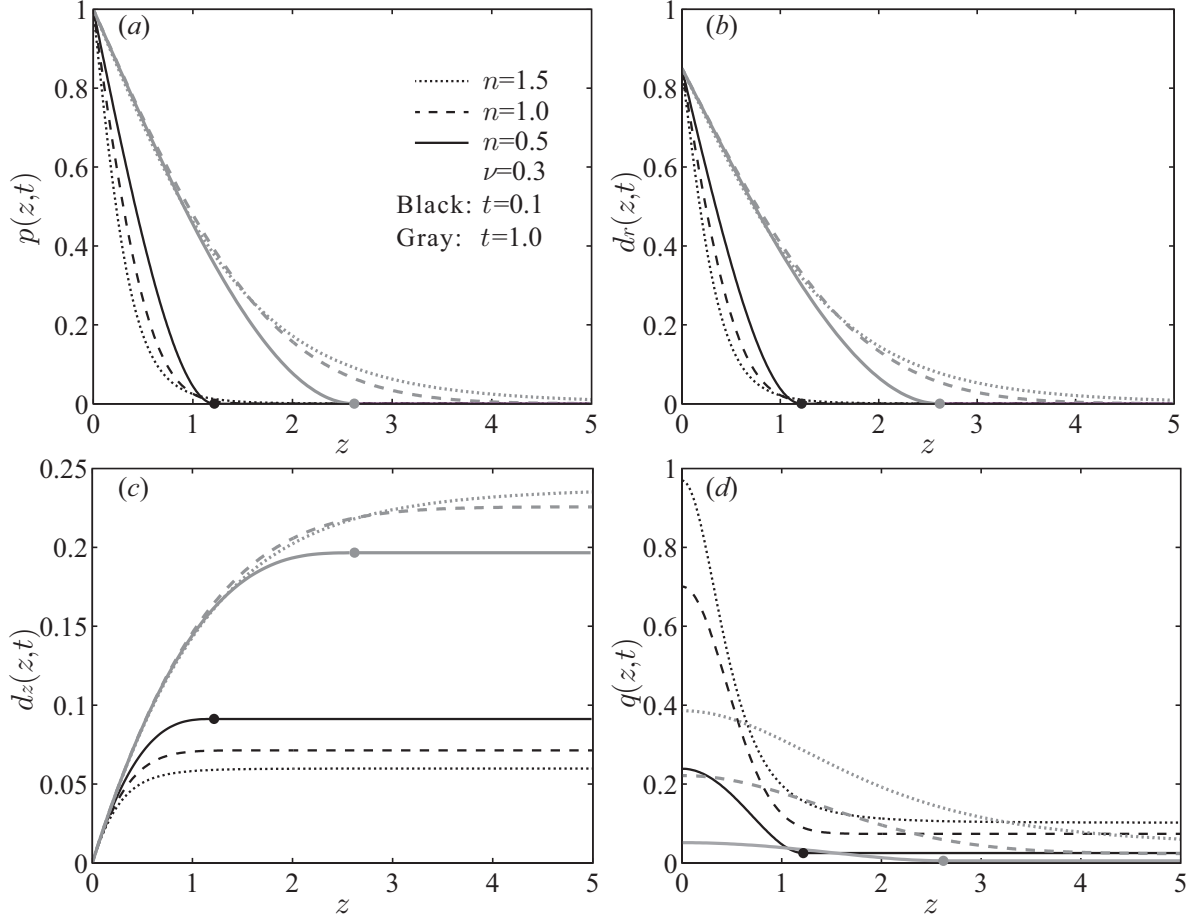 1
0.8
0.6
0.4
0.2
0
0 1 2 3 4 5
z
p(z,t)
(a)
n=1.5
n=1.0
n=0.5
ν=0.3
Black: t=0.1
Gray: t=1.0
1
0.8
0.6
0.4
0.2
0
0 1 2 3 4 5
z
dr(z,t)
(b)
0.25
0.2
0.15
0.1
0.05
0
0 1 2 3 4 5
z
dz(z,t)
(c)
1
0.8
0.6
0.4
0.2
0
0 1 2 3 4 5
z
q(z,t)
(d)